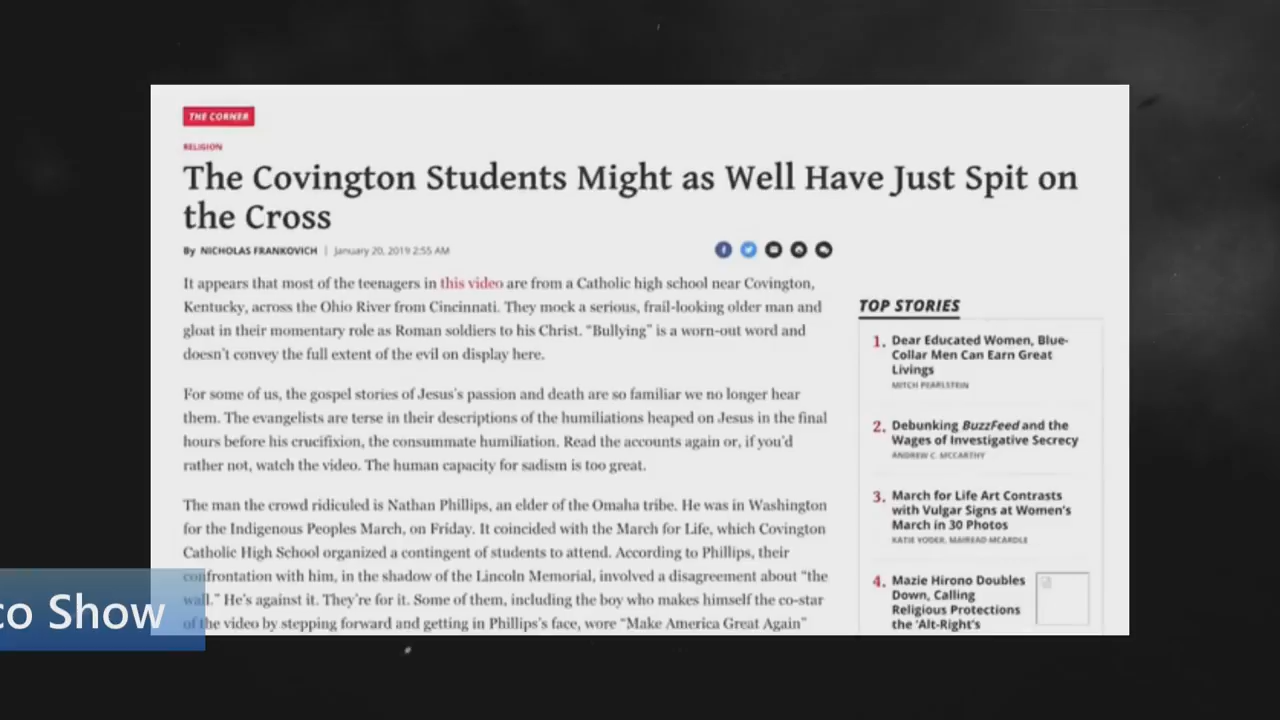 THE CORNER
RELIGION
The Covington Students Might as Well Have Just Spit on
the Cross
By NICHOLAS FRANKOVICH | January 20, 2019 2:55 AM
It appears that most of the teenagers in this video are from a Catholic high school near Covington,
Kentucky, across the Ohio River from Cincinnati. They mock a serious, frail-looking older man and
gloat in their momentary role as Roman soldiers to his Christ. “Bullying” is a worn-out word and
doesn’t convey the full extent of the evil on display here.
For some of us, the gospel stories of Jesus’s passion and death are so familiar we no longer hear
them. The evangelists are terse in their descriptions of the humiliations heaped on Jesus in the final
hours before his crucifixion, the consummate humiliation. Read the accounts again or, if you’d
rather not, watch the video. The human capacity for sadism is too great.
The man the crowd ridiculed is Nathan Phillips, an elder of the Omaha tribe. He was in Washington
for the Indigenous Peoples March, on Friday. It coincided with the March for Life, which Covington
Catholic High School organized a contingent of students to attend. According to Phillips, their
confrontation with him, in the shadow of the Lincoln Memorial, involved a disagreement about “the
wall.” He’s against it. They’re for it. Some of them, including the boy who makes himself the co-star
of the video by stepping forward and getting in Phillips’s face, wore “Make America Great Again”
TOP STORIES
1. Dear Educated Women, Blue-
Collar Men Can Earn Great
Livings
MITCH PEARLSTEIN
2. Debunking BuzzFeed and the
Wages of Investigative Secrecy
ANDREW C. MCCARTHY
3. March for Life Art Contrasts
with Vulgar Signs at Women’s
March in 30 Photos
KATIE YODER, MAIREAD MCARDLE
4. Mazie Hirono Doubles
Down, Calling
Religious Protections
the ‘Alt-Right’s
co Show